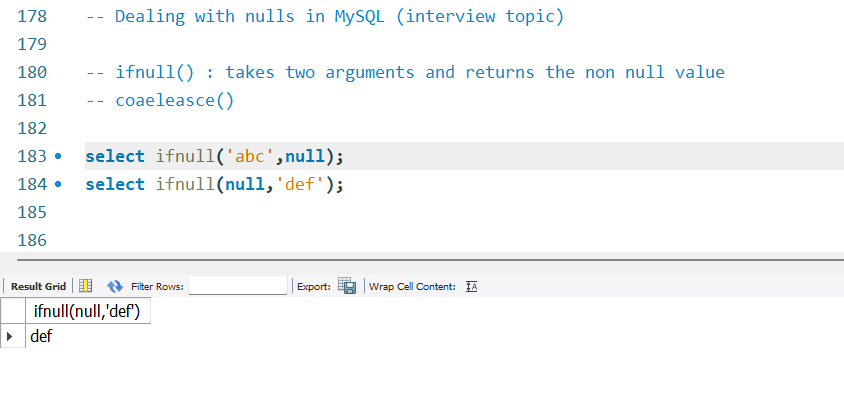 178 -- Dealing with nulls in MySQL (interview topic)
179
180 -- ifnull() : takes two arguments and returns the non null value
181 -- coaeleasce()
182
183 select ifnull('abc',null);
184 select ifnull(null,'def');
185
186
Result Grid Filter Rows: Export: Wrap Cell Content: IA
ifnull(null,'def')
def